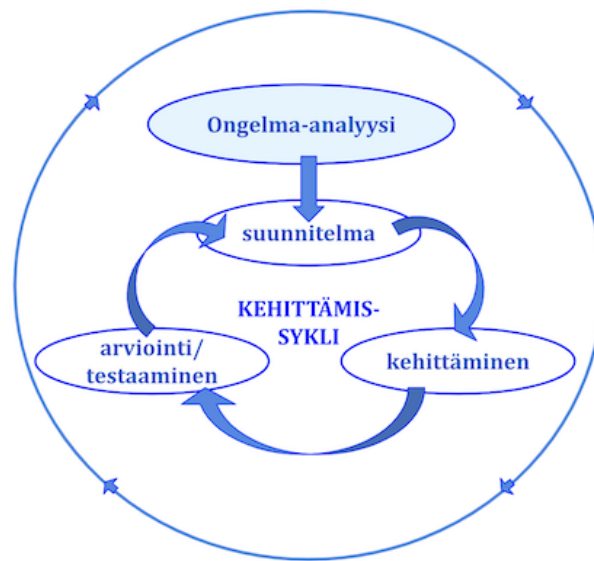 Ongelma-analyysi
suunnitelma
KEHITTÄMIS-
SYKLI
arviointi/
testaaminen
kehittäminen